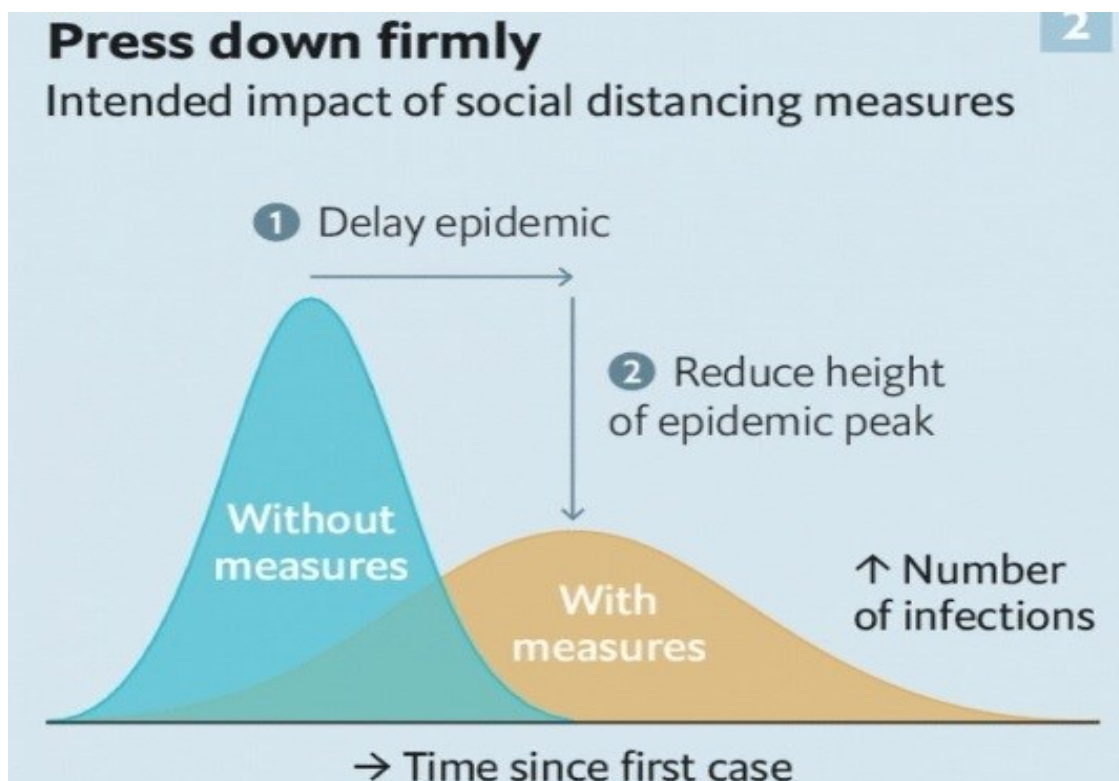 Press down firmly
2
Intended impact of social distancing measures
1 Delay epidemic
2 Reduce height
of epidemic peak
Without
measures
With
measures
↑ Number
of infections
→ Time since first case